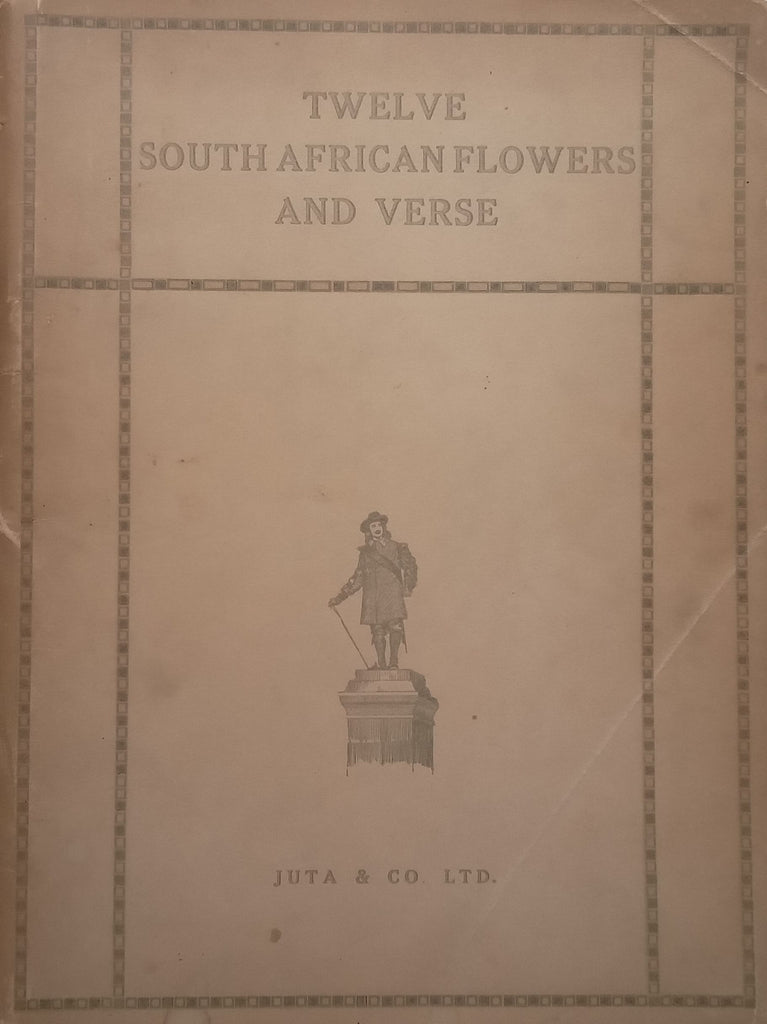 TWELVE
SOUTH AFRICAN FLOWERS
AND VERSE
JUTA & CO. LTD.